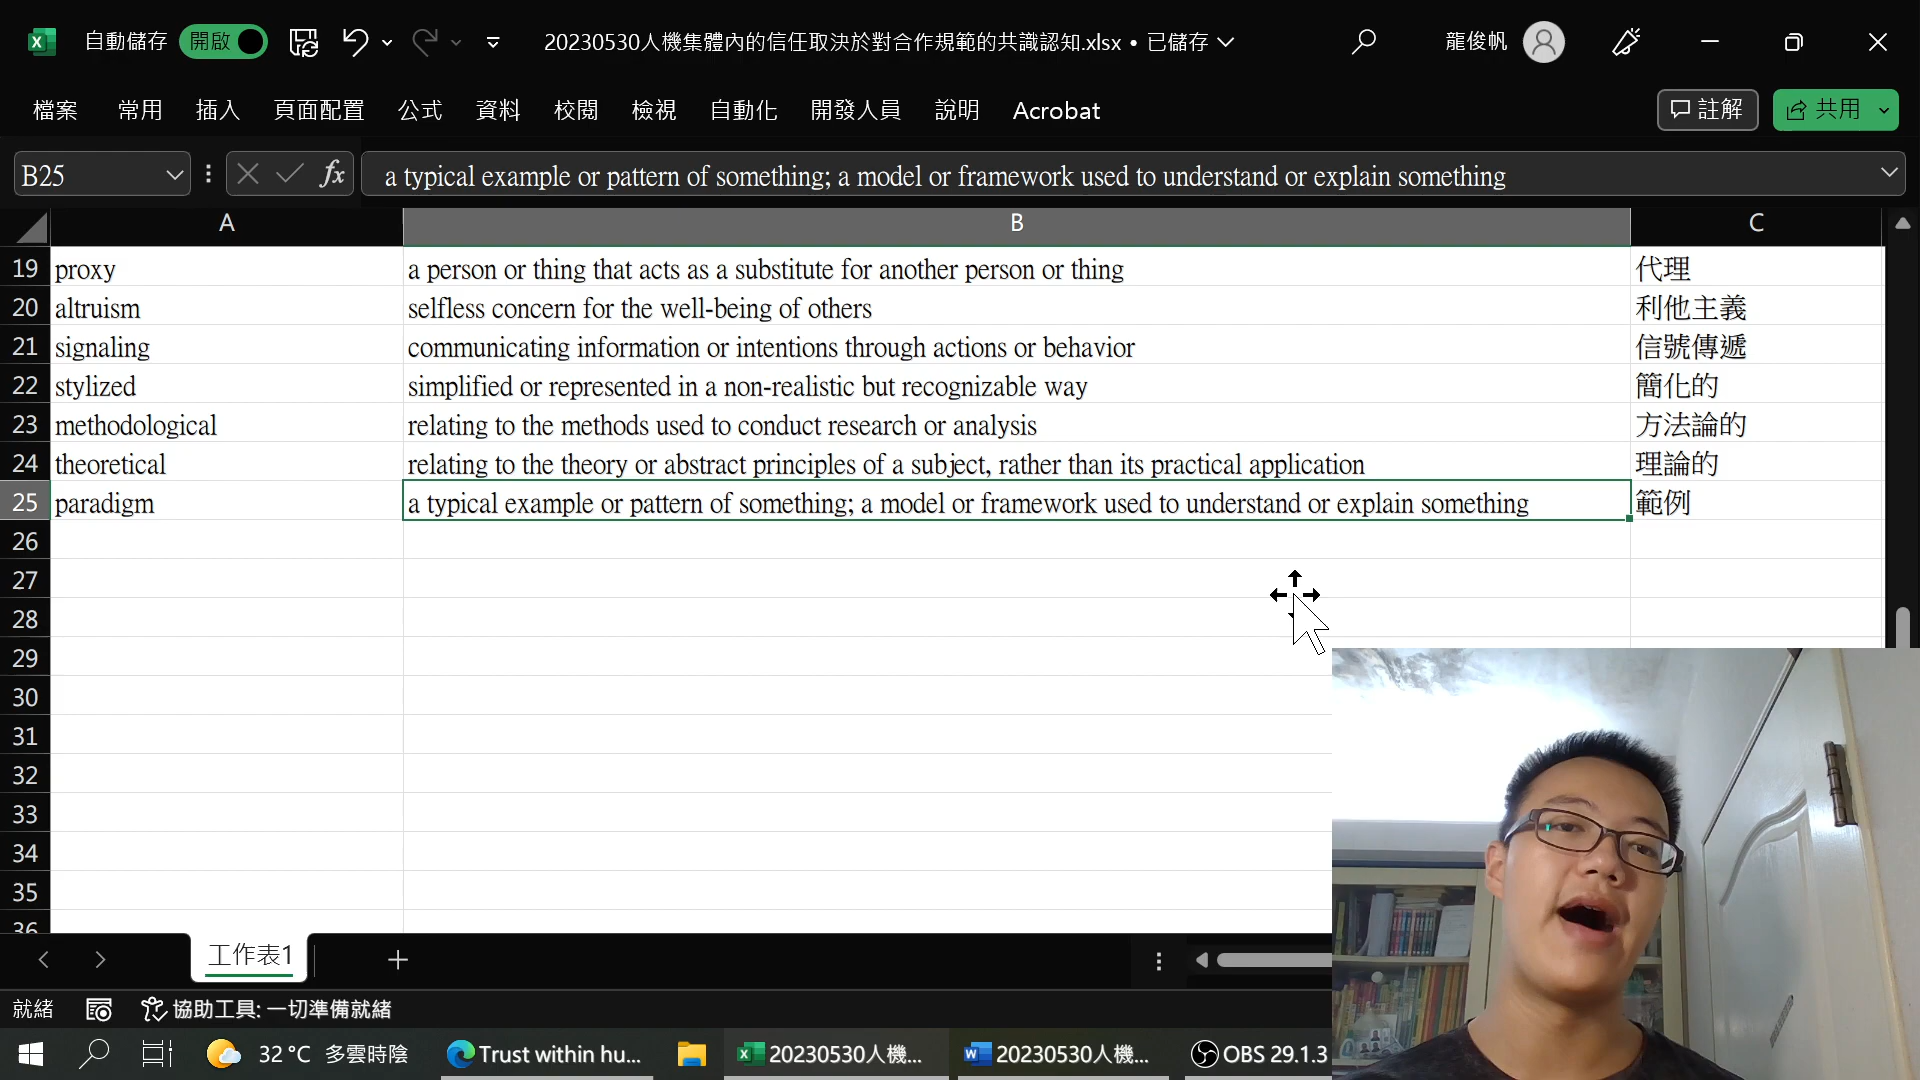 自動儲存 開啟 20230530人機集體內的信任取決於對合作規範的共識認知.xlsx • 已儲存 龍俊帆
檔案 常用 插入 頁面配置 公式 資料 校閱 檢視 自動化 開發人員 說明 Acrobat 註解 共用
B25 fx a typical example or pattern of something; a model or framework used to understand or explain something
A B C
19 proxy a person or thing that acts as a substitute for another person or thing 代理
20 altruism selfless concern for the well-being of others 利他主義
21 signaling communicating information or intentions through actions or behavior 信號傳遞
22 stylized simplified or represented in a non-realistic but recognizable way 簡化的
23 methodological relating to the methods used to conduct research or analysis 方法論的
24 theoretical relating to the theory or abstract principles of a subject, rather than its practical application 理論的
25 paradigm a typical example or pattern of something; a model or framework used to understand or explain something 範例
26
27
28
29
30
31
32
33
34
35
36
工作表1
就緒 協助工具: 一切準備就緒
32°C 多雲時陰 Trust within hu... 20230530人機... 20230530人機... OBS 29.1.3